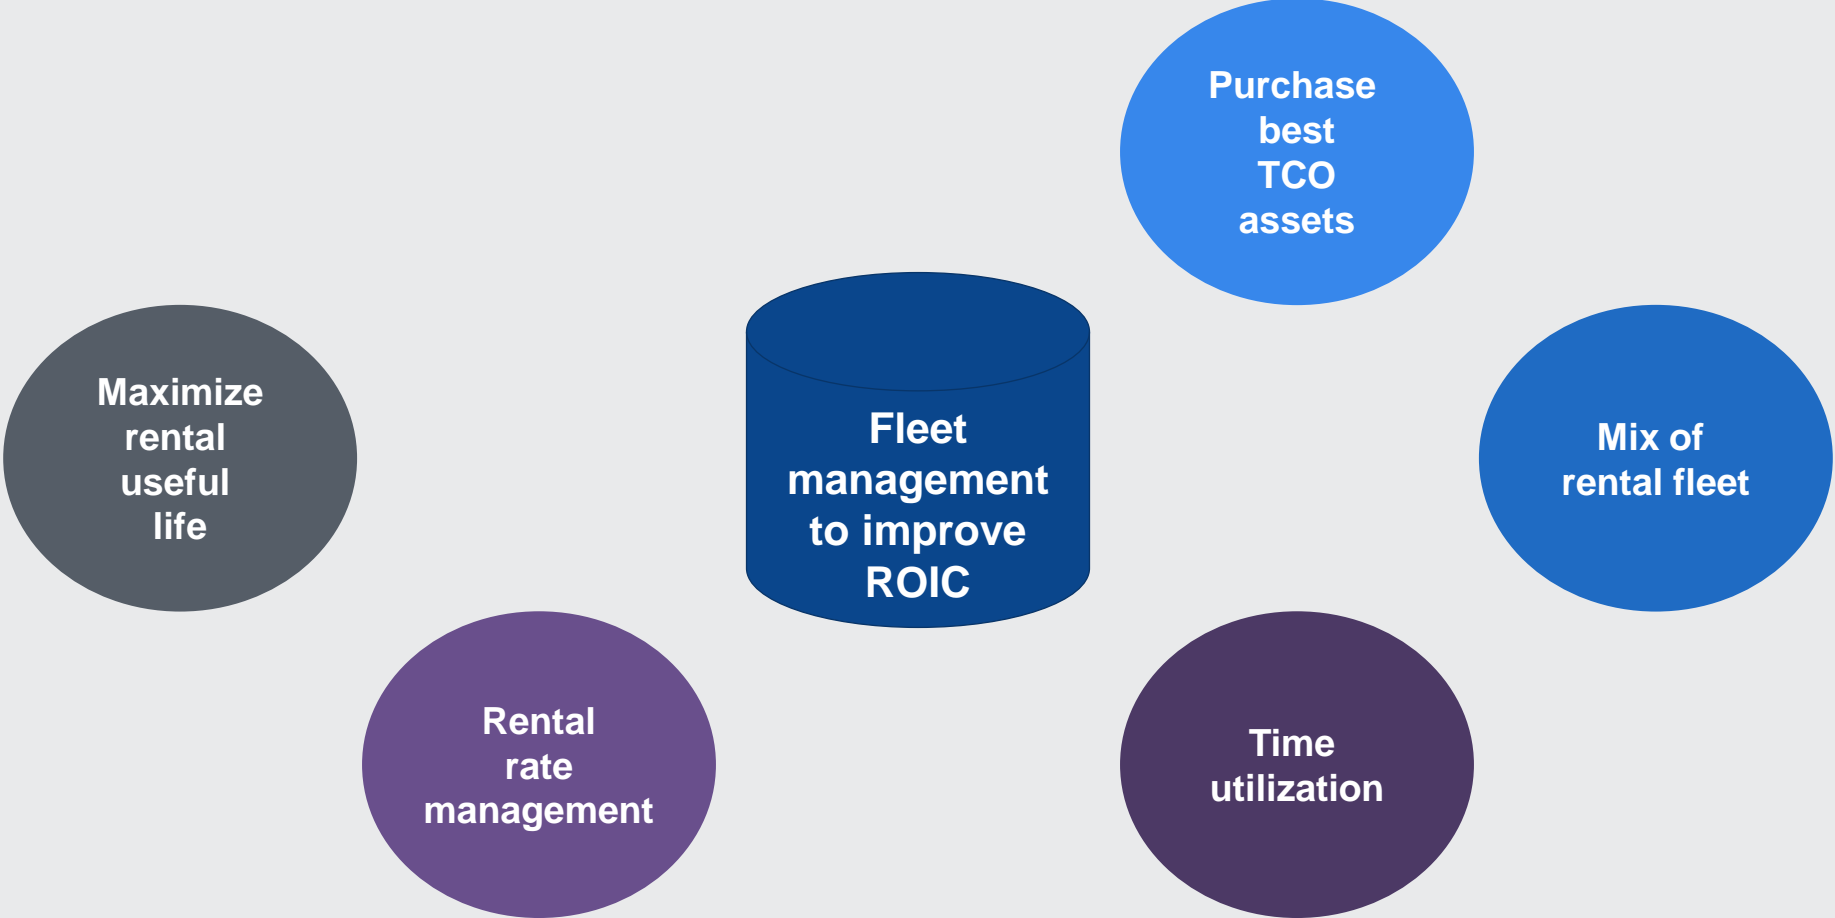 Purchase
best
TCO
assets
Maximize
rental
useful
life
Fleet
management
to improve
ROIC
Mix of
rental fleet
Rental
rate
management
Time
utilization